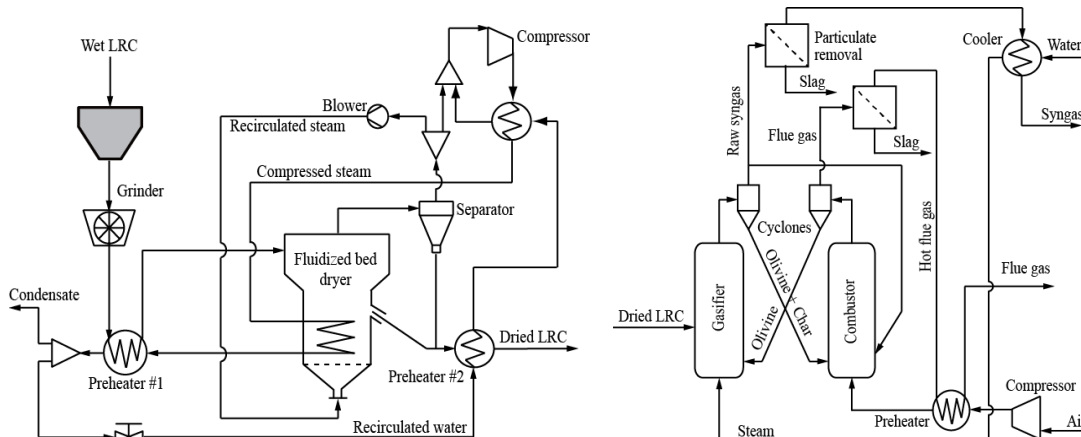 Wet LRC
Grinder
Condensate
Preheater #1
Blower
Recirculated steam
Compressed steam
Compressor
Separator
Fluidized bed
dryer
Dried LRC
Preheater #2
Recirculated water
Particulate
removal
Slag
Cooler
Water
Syngas
Raw syngas
Flue gas
Slag
Cyclones
Gasifier
Olivine + Char
Olivine
Combustor
Hot flue gas
Flue gas
Dried LRC
Compressor
Preheater
Steam
Ai